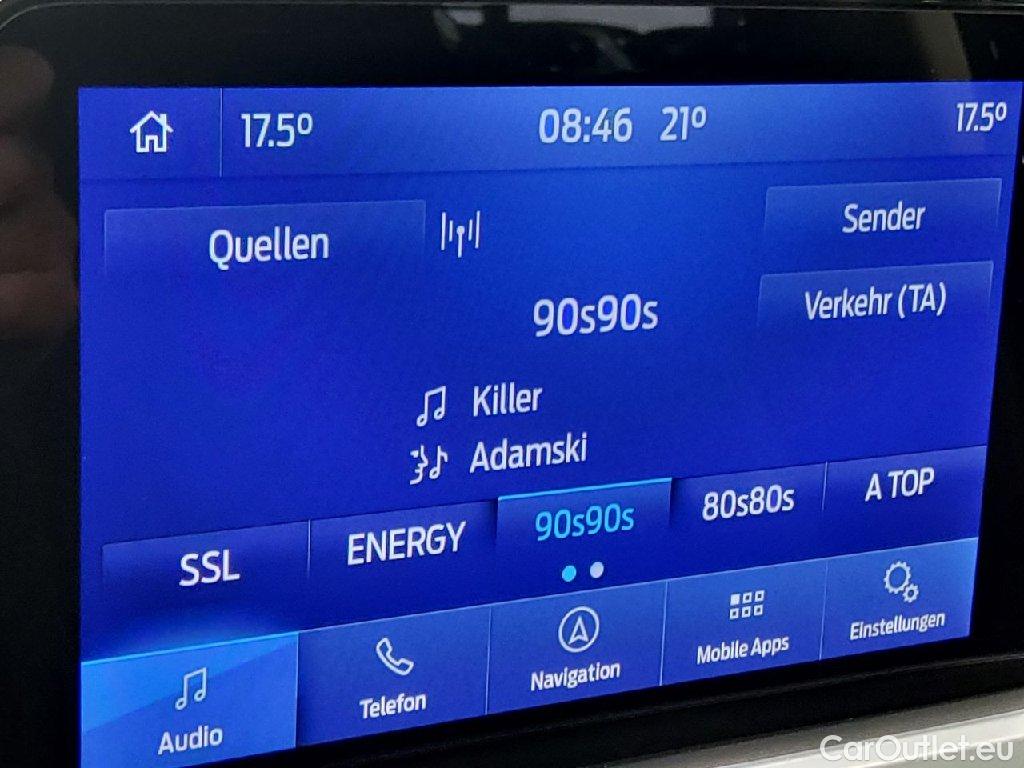 17.5° 08:46 21° 17.5°
Quellen
Sender
90s90s
Verkehr (TA)
Killer
Adamski
SSL ENERGY 90s90s 80s80s A TOP
Audio Telefon Navigation Mobile Apps Einstellungen
CarOutlet.eu